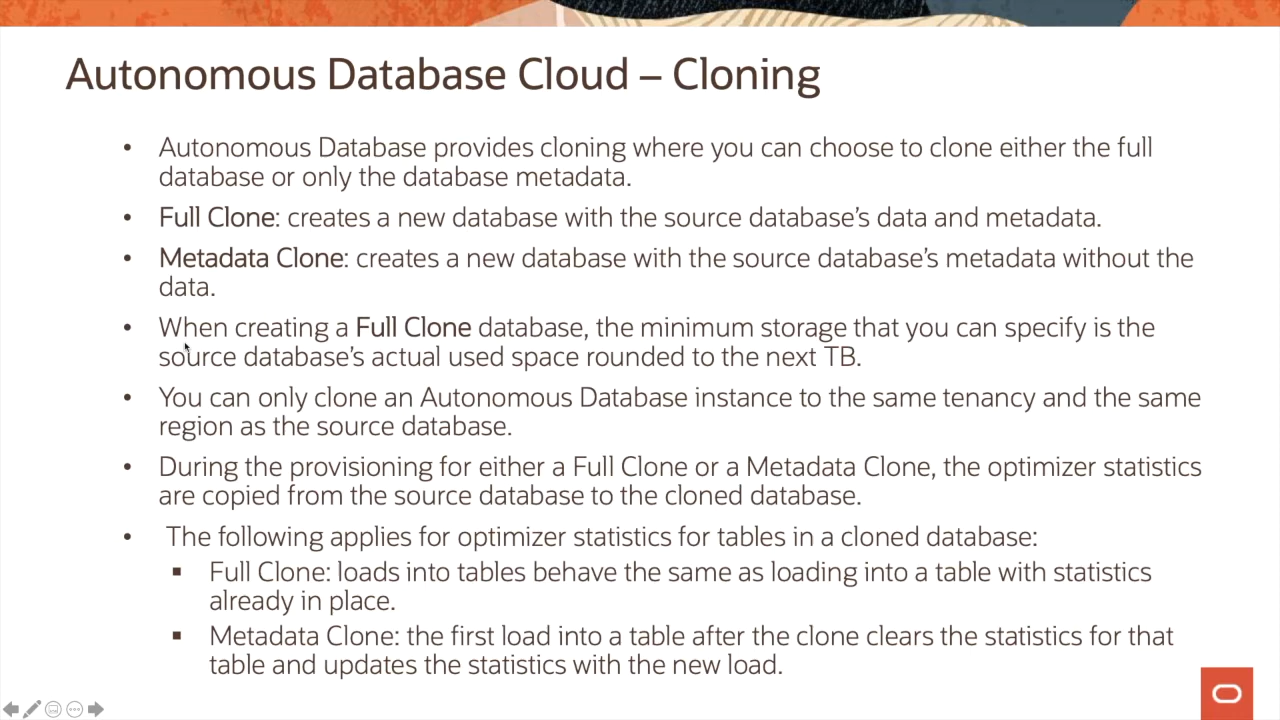 Autonomous Database Cloud – Cloning
• Autonomous Database provides cloning where you can choose to clone either the full
database or only the database metadata.
• Full Clone: creates a new database with the source database's data and metadata.
• Metadata Clone: creates a new database with the source database's metadata without the
data.
• When creating a Full Clone database, the minimum storage that you can specify is the
source database's actual used space rounded to the next TB.
• You can only clone an Autonomous Database instance to the same tenancy and the same
region as the source database.
• During the provisioning for either a Full Clone or a Metadata Clone, the optimizer statistics
are copied from the source database to the cloned database.
• The following applies for optimizer statistics for tables in a cloned database:
▪ Full Clone: loads into tables behave the same as loading into a table with statistics
already in place.
▪ Metadata Clone: the first load into a table after the clone clears the statistics for that
table and updates the statistics with the new load.